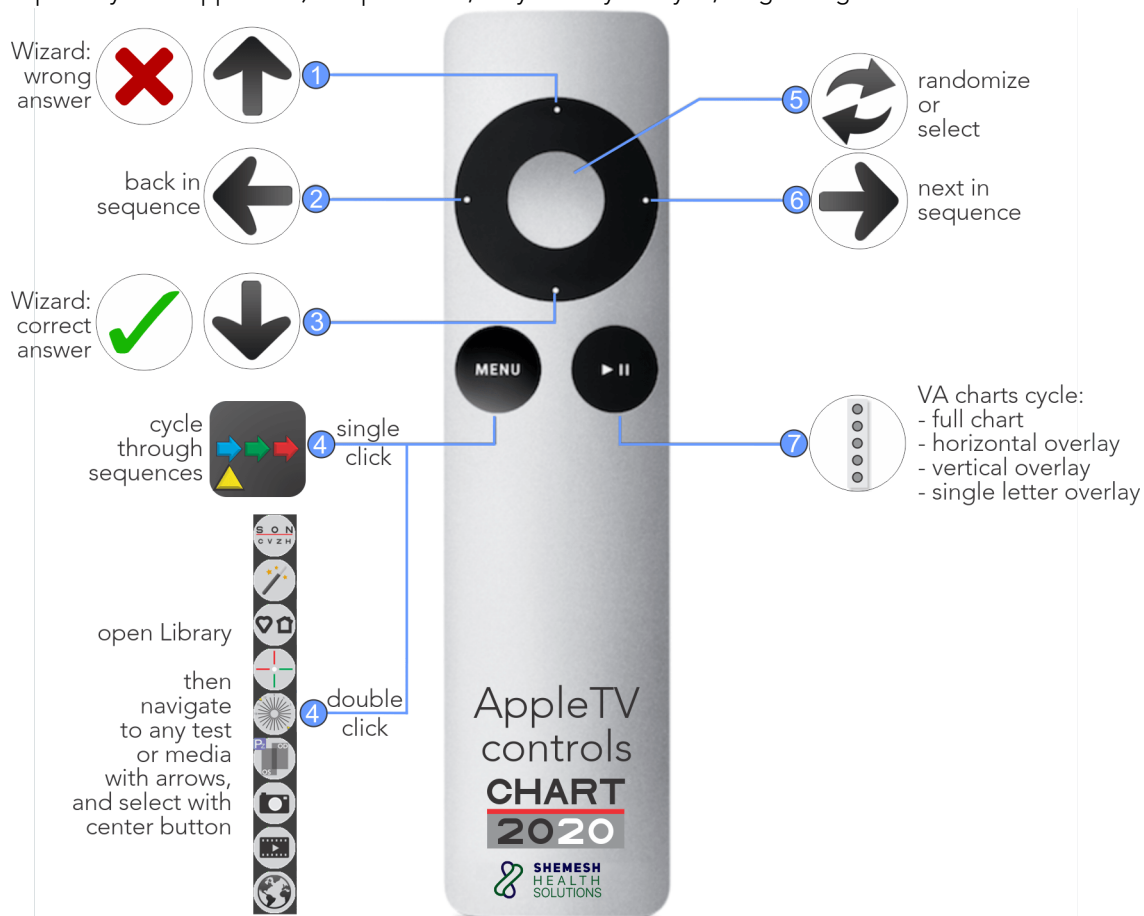 Wizard:
wrong
answer
1
back in
sequence
2
Wizard:
correct
answer
3
MENU
5
randomize
or
select
6
next in
sequence
cycle
through
sequences
4
single
click
7
VA charts cycle:
- full chart
- horizontal overlay
- vertical overlay
- single letter overlay
S O N
C V Z H
open Library
then
navigate
to any test
or media
with arrows,
and select with
center button
4
double
click
AppleTV
controls
CHART
2020
SHEMESH
HEALTH
SOLUTIONS